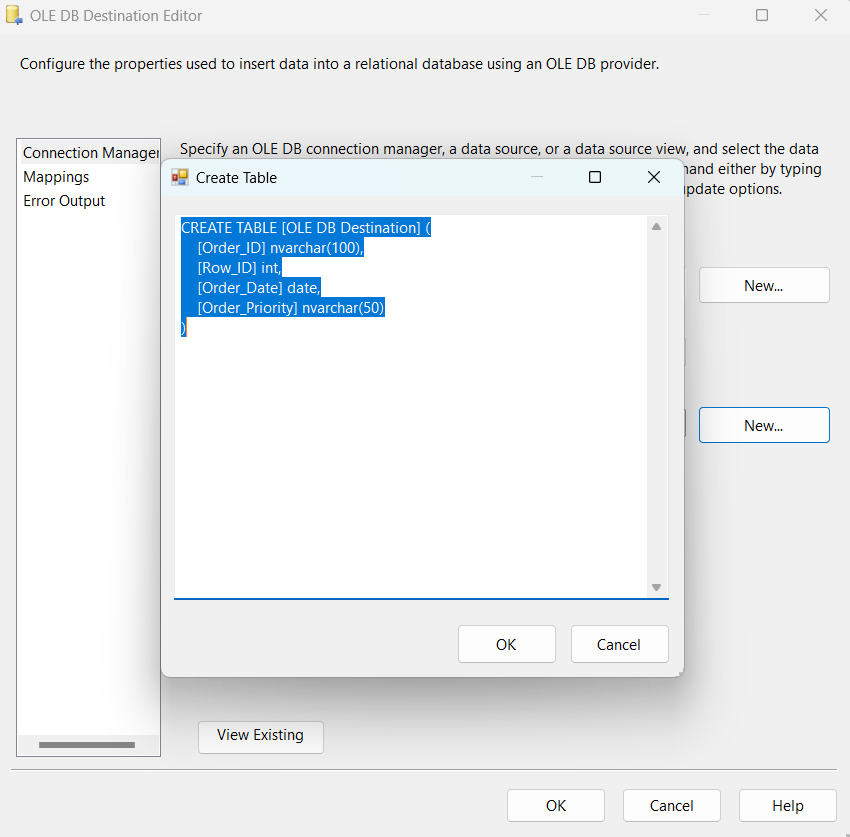 OLE DB Destination Editor
Configure the properties used to insert data into a relational database using an OLE DB provider.
Connection Manager
Mappings
Error Output
Specify an OLE DB connection manager, a data source, or a data source view, and select the data
mand either by typing
update options.
Create Table
CREATE TABLE [OLE DB Destination] (
[Order_ID] nvarchar(100),
[Row_ID] int,
[Order_Date] date,
[Order_Priority] nvarchar(50)
)
New...
New...
OK
Cancel
View Existing
OK
Cancel
Help